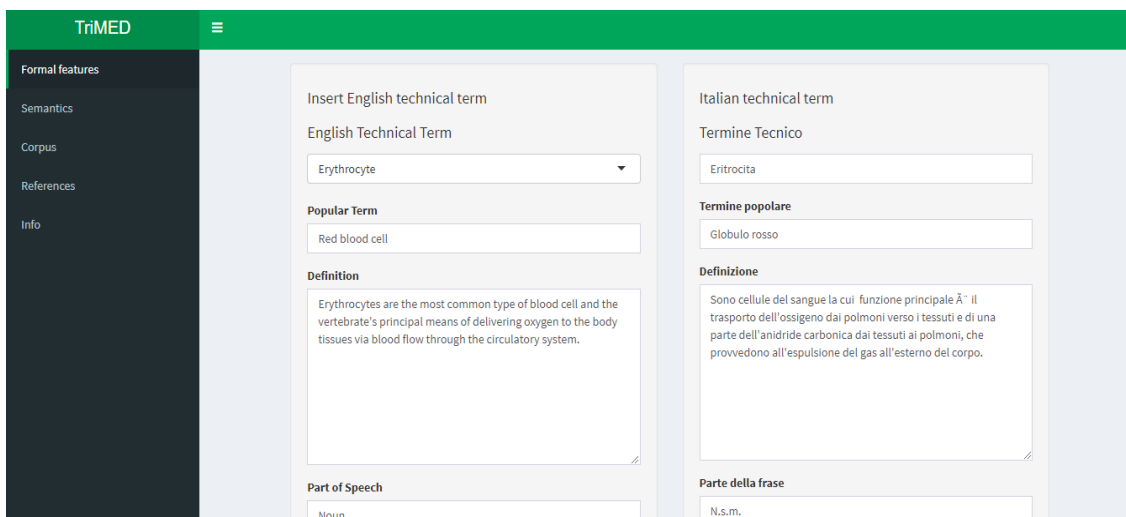 TriMED
Formal features
Semantics
Corpus
References
Info
Insert English technical term
English Technical Term
Erythrocyte
Popular Term
Red blood cell
Definition
Erythrocytes are the most common type of blood cell and the
vertebrate's principal means of delivering oxygen to the body
tissues via blood flow through the circulatory system.
Part of Speech
Noun
Italian technical term
Termine Tecnico
Eritrocita
Termine popolare
Globulo rosso
Definizione
Sono cellule del sangue la cui funzione principale Ã¨ il
trasporto dell'ossigeno dai polmoni verso i tessuti e di una
parte dell'anidride carbonica dai tessuti ai polmoni, che
provvedono all'espulsione del gas all'esterno del corpo.
Parte della frase
N.s.m.